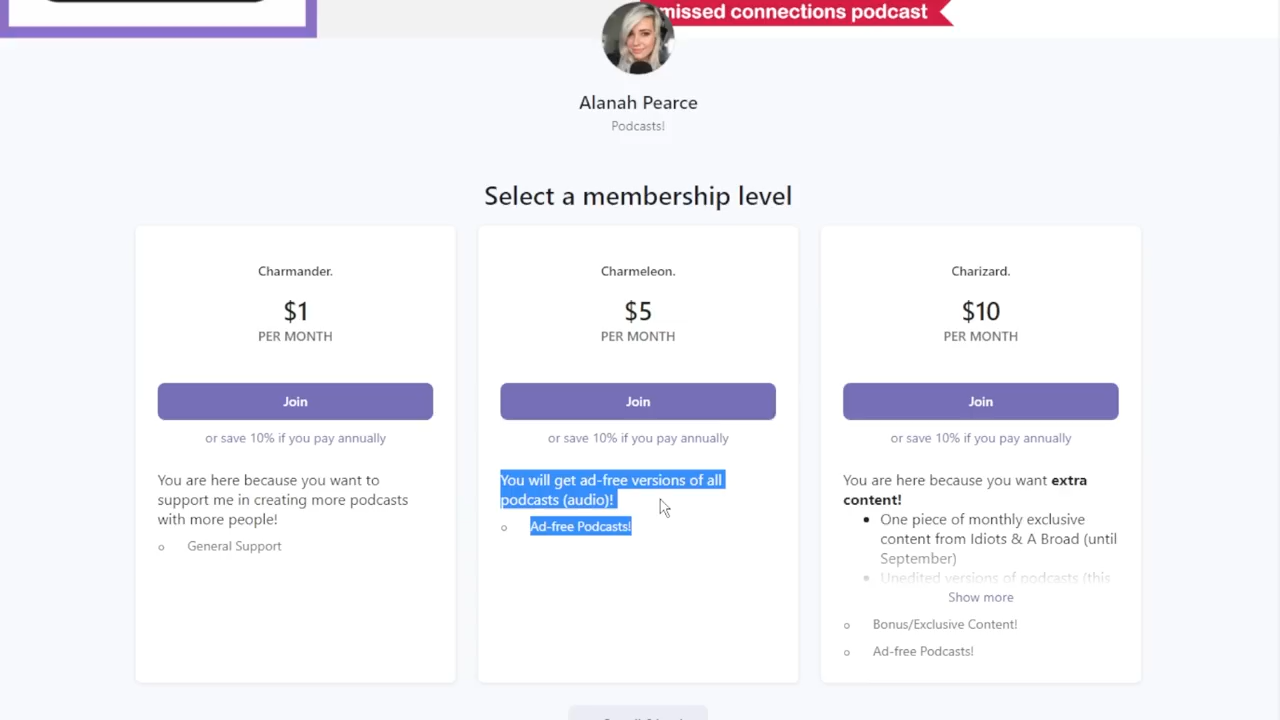 missed connections podcast
Alanah Pearce
Podcasts!
Select a membership level
Charmander.
$1
PER MONTH
Join
or save 10% if you pay annually
You are here because you want to
support me in creating more podcasts
with more people!
General Support
Charmeleon.
$5
PER MONTH
Join
or save 10% if you pay annually
You will get ad-free versions of all
podcasts (audio)!
Ad-free Podcasts!
Charizard.
$10
PER MONTH
Join
or save 10% if you pay annually
You are here because you want extra
content!
One piece of monthly exclusive
content from Idiots & A Broad (until
September)
Unedited versions of podcasts (this
Show more
Bonus/Exclusive Content!
Ad-free Podcasts!